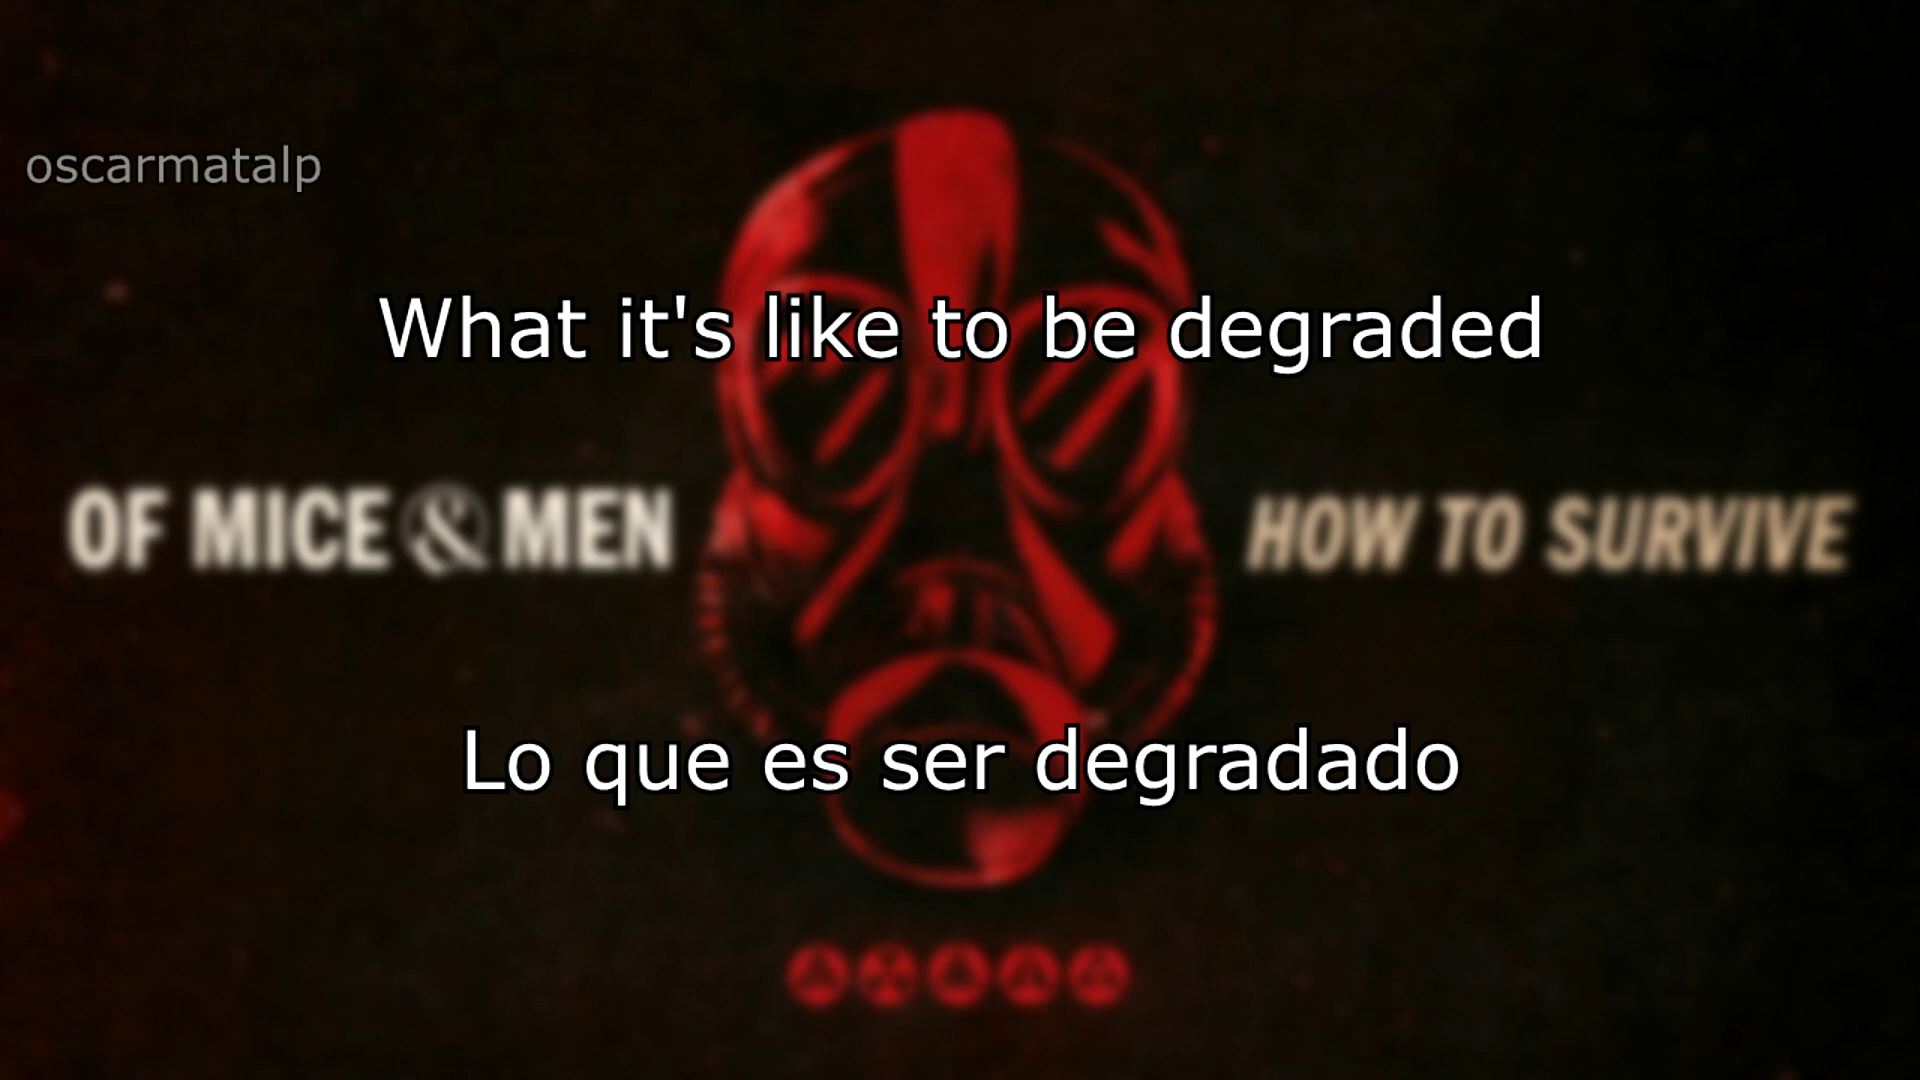 oscarmatalp
What it's like to be degraded
OF MICE & MEN
HOW TO SURVIVE
Lo que es ser degradado